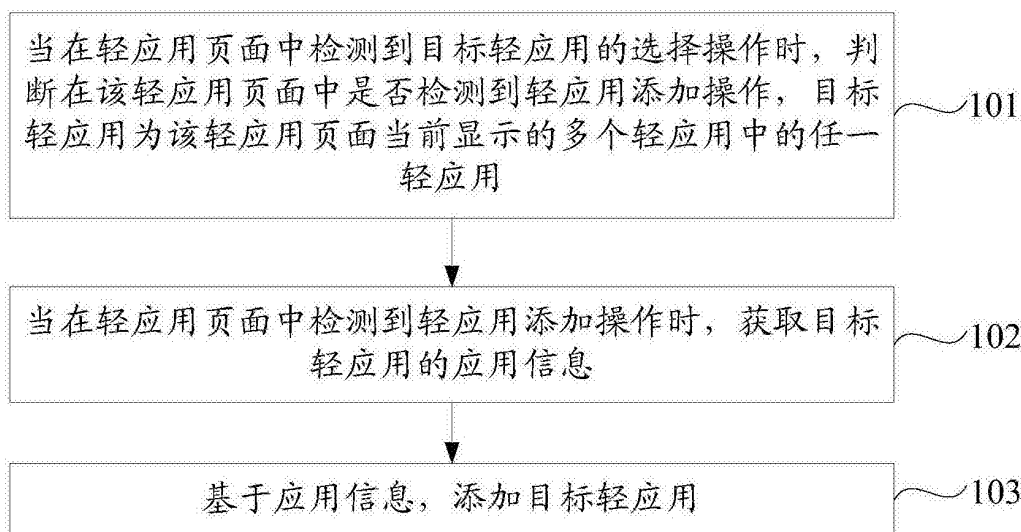 当在轻应用页面中检测到目标轻应用的选择操作时，判
断在该轻应用页面中是否检测到轻应用添加操作，目标
轻应用为该轻应用页面当前显示的多个轻应用中的任一
轻应用
101
当在轻应用页面中检测到轻应用添加操作时，获取目标
轻应用的应用信息
102
基于应用信息，添加目标轻应用
103